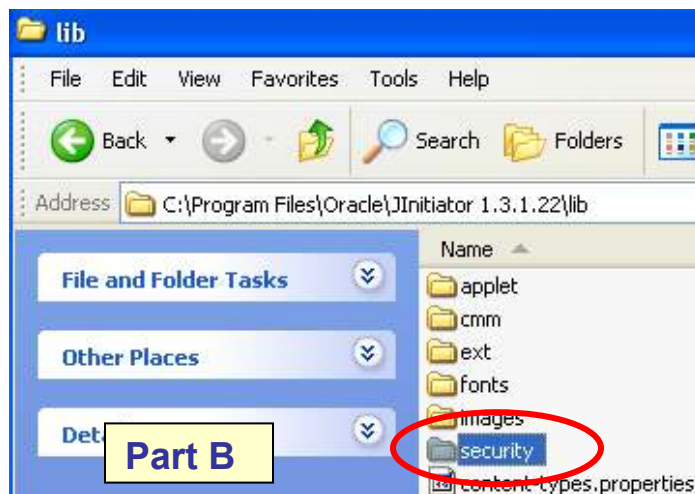 lib
File Edit View Favorites Tools Help
Back Search Folders
Address C:\Program Files\Oracle\JInitiator 1.3.1.22\lib
Name
File and Folder Tasks
applet
cmm
ext
Other Places
fonts
images
Det
Part B
security
content-types.properties